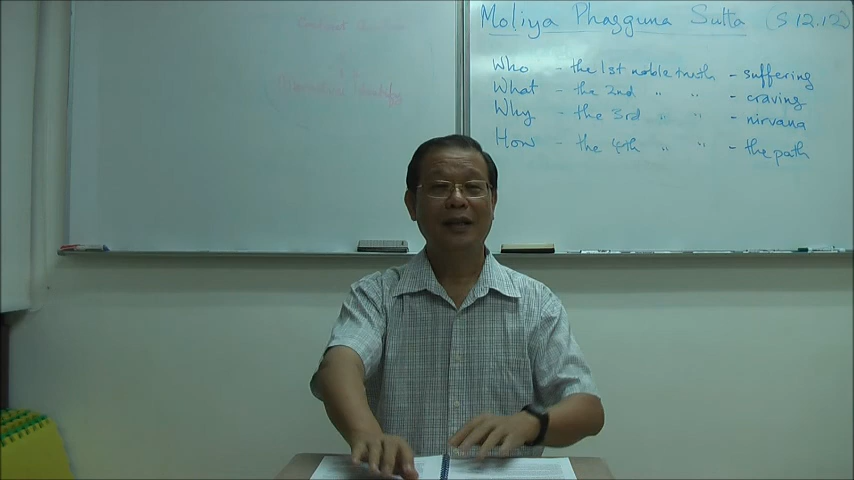 Moliya Phagguna Sutta (S 12.12)
Who - the 1st noble truth - suffering
What - the 2nd " " - craving
Why - the 3rd " " - nirvana
How - the 4th " " - the path